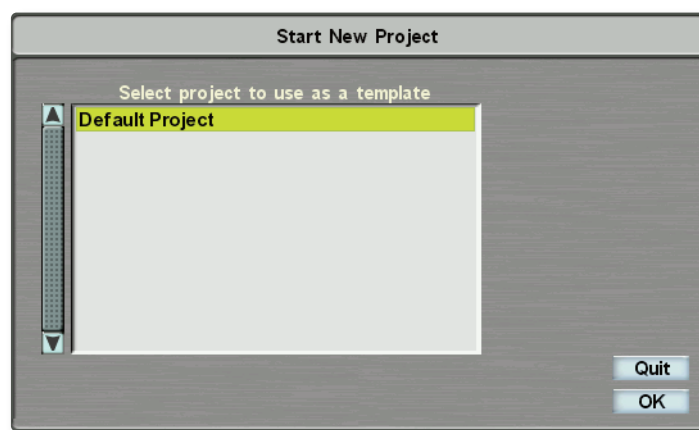 Start New Project
Select project to use as a template
Default Project
Quit
OK